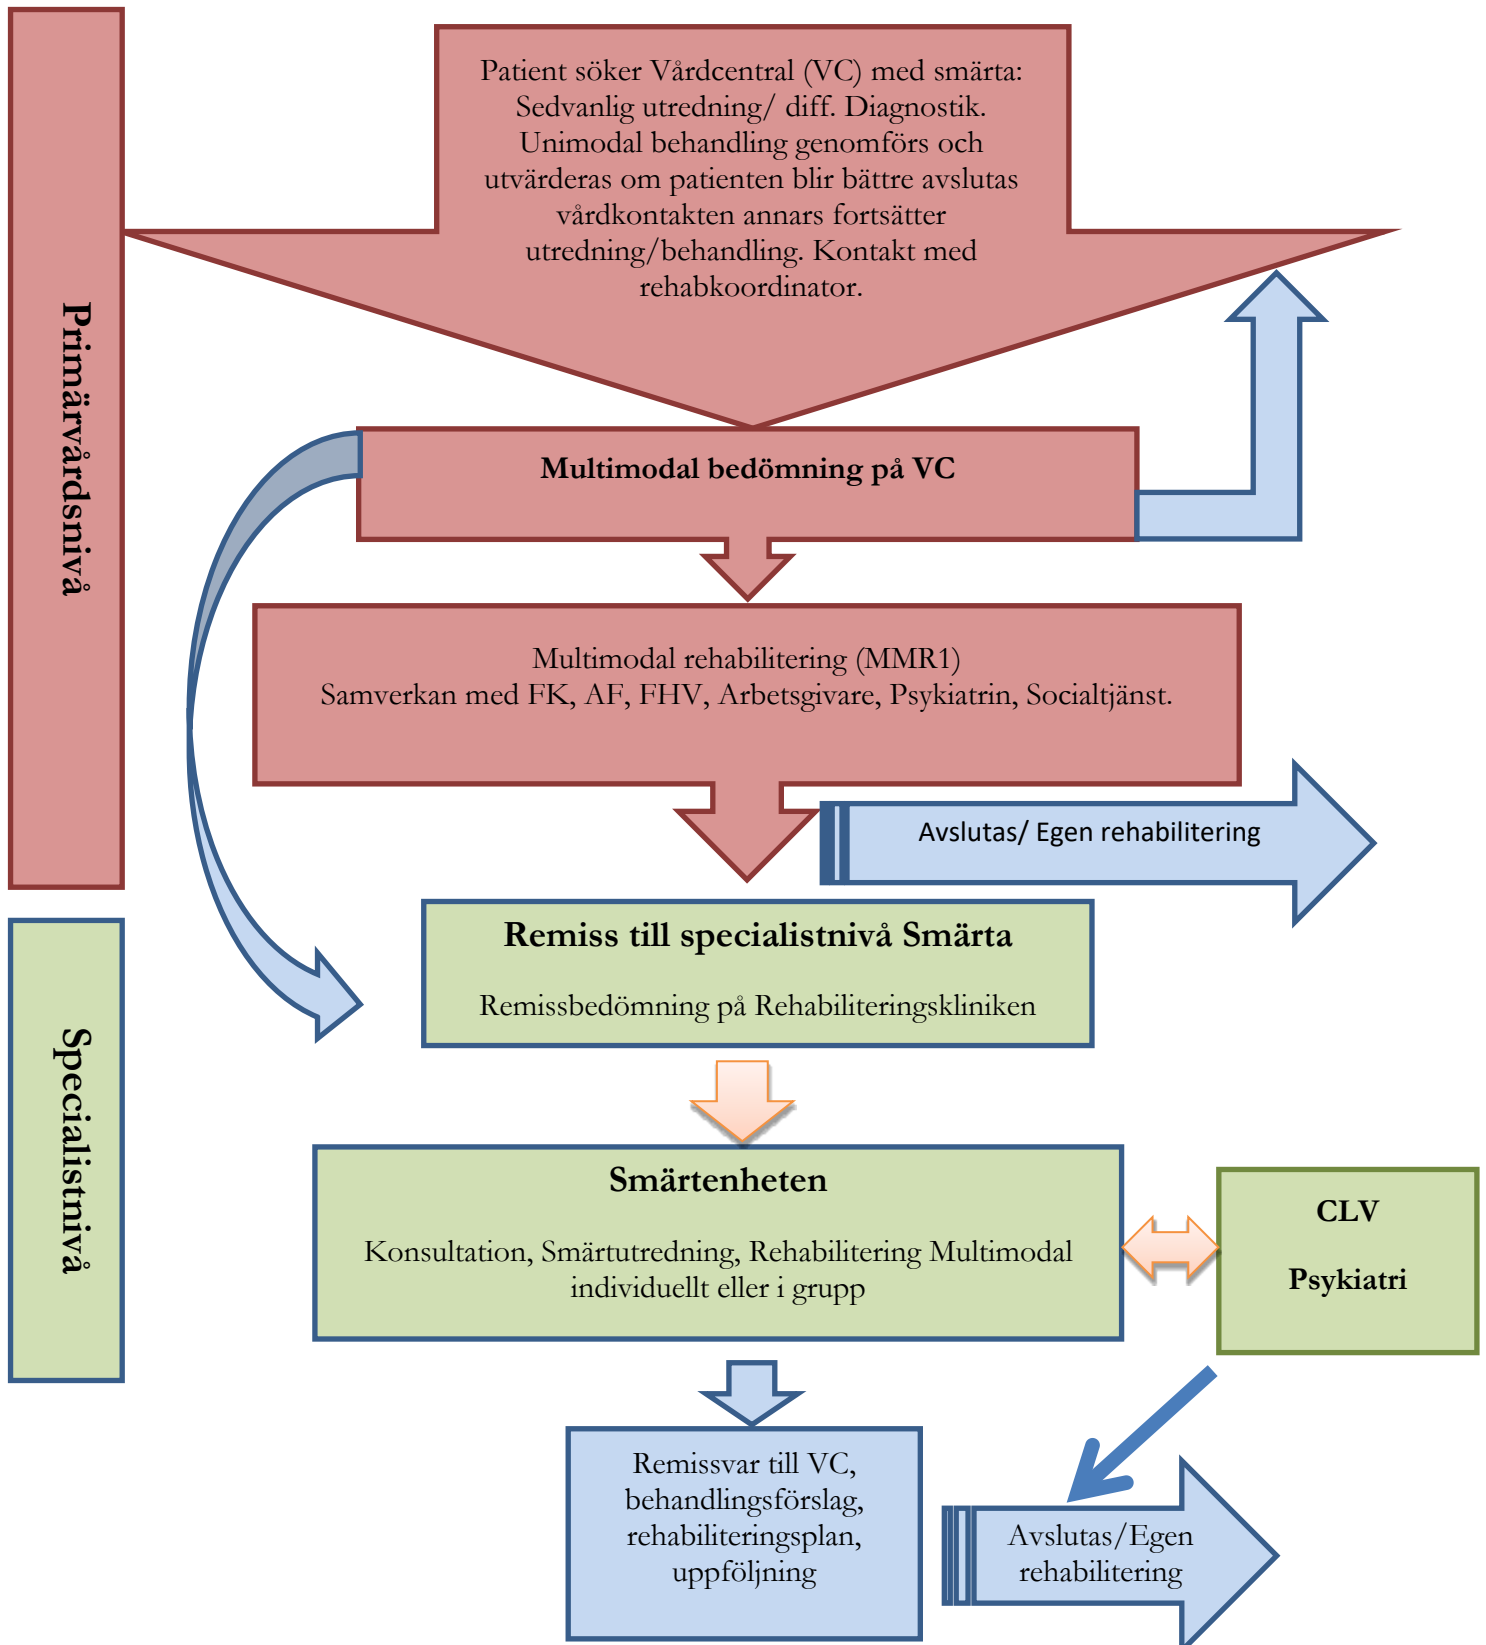 Primärvårdsnivå
Patient söker Vårdcentral (VC) med smärta:
Sedvanlig utredning/ diff. Diagnostik.
Unimodal behandling genomförs och
utvärderas om patienten blir bättre avslutas
vårdkontakten annars fortsätter
utredning/behandling. Kontakt med
rehabkoordinator.
Multimodal bedömning på VC
Multimodal rehabilitering (MMR1)
Samverkan med FK, AF, FHV, Arbetsgivare, Psykiatrin, Socialtjänst.
Avslutas/ Egen rehabilitering
Specialistnivå
Remiss till specialistnivå Smärta
Remissbedömning på Rehabiliteringskliniken
Smärtenheten
Konsultation, Smärtutredning, Rehabilitering Multimodal
individuellt eller i grupp
CLV
Psykiatri
Remissvar till VC,
behandlingsförslag,
rehabiliteringsplan,
uppföljning
Avslutas/Egen
rehabilitering